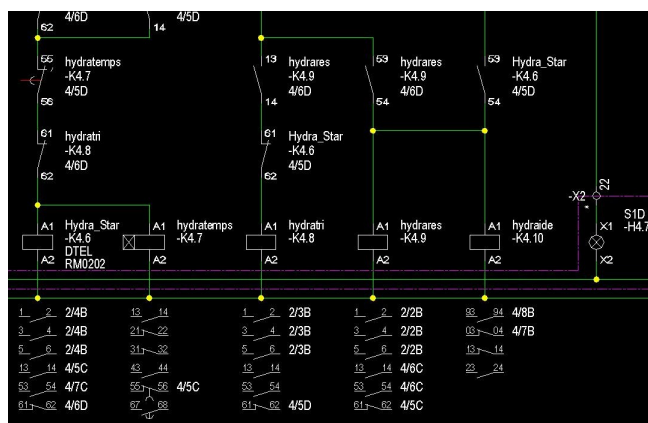 62 4/6D 14 4/5D
55 hydratemps 13 hydrares 53 hydrares 53 Hydra_Star
-K4.7 -K4.9 -K4.9 -K4.6
56 4/5D 14 4/6D 54 4/6D 54 4/5D
61 hydratri 61 Hydra_Star
-K4.8 -K4.6
62 4/6D 62 4/5D
-X2 22
A1 Hydra_Star A1 hydratemps A1 hydratri A1 hydrares A1 hydraide X1 S1D
-K4.6 -K4.7 -K4.8 -K4.9 -K4.10 -H4.7
A2 DTEL A2 A2 A2 A2 X2
RM0202
1 2 2/4B 13 14 1 2 2/3B 1 2 2/2B 93 94 4/8B
3 4 2/4B 21 22 3 4 2/3B 3 4 2/2B 03 04 4/7B
5 6 2/4B 31 32 5 6 2/3B 5 6 2/2B 13 14
13 14 4/5C 43 44 13 14 13 14 4/6C 23 24
53 54 4/7C 55 56 4/5C 53 54 53 54 4/6C
61 62 4/6D 67 68 61 62 4/5D 61 62 4/5C